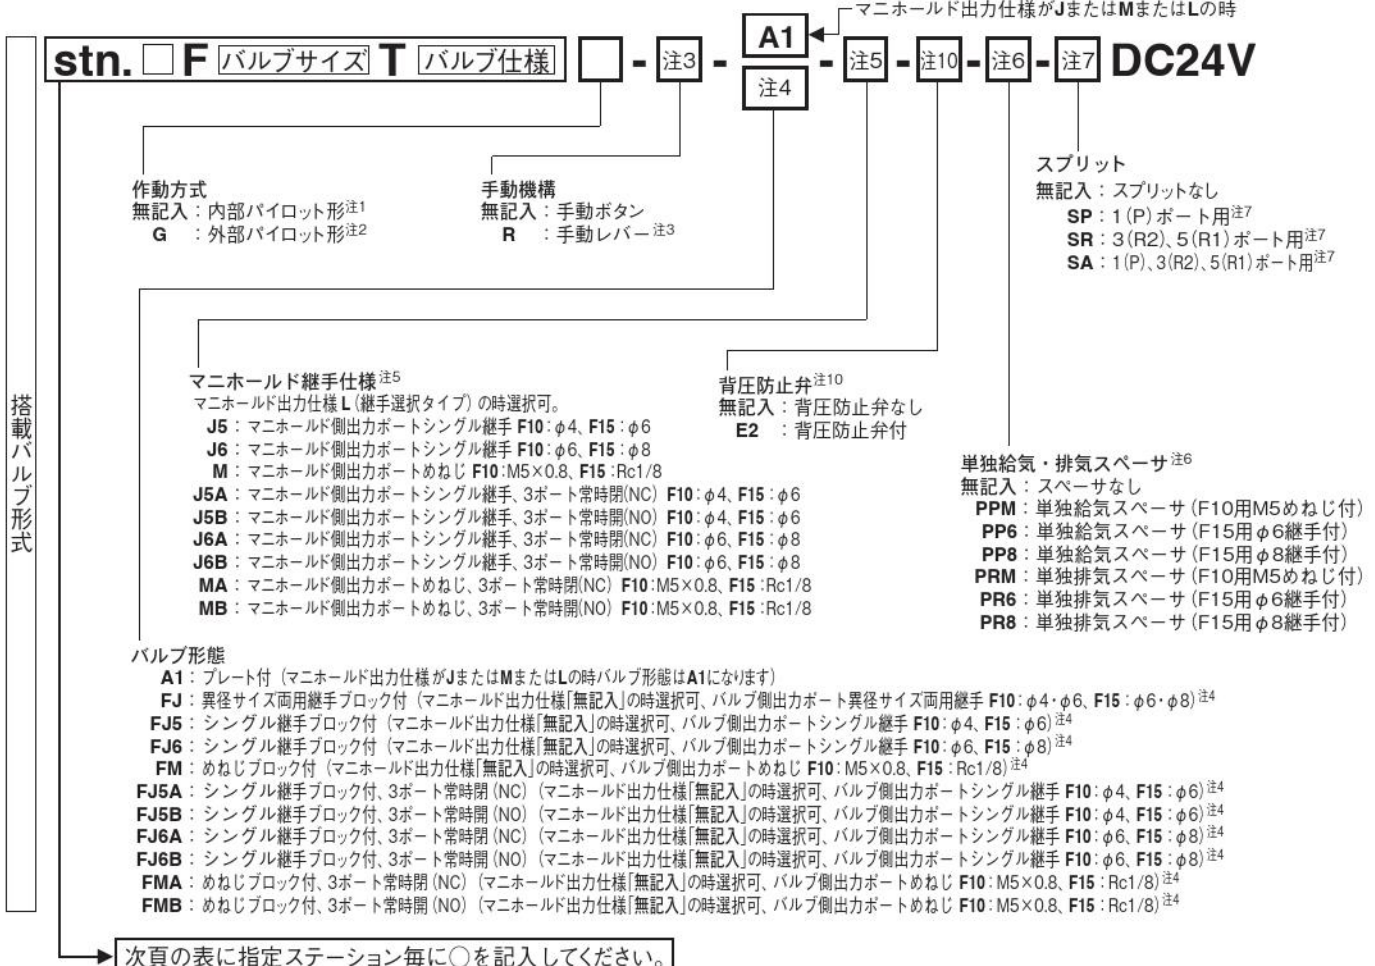 マニホールド出力仕様がJまたはMまたはLの時
stn. □ F バルブサイズ T バルブ仕様 □ - 注3 - A1 - 注5 - 注10 - 注6 - 注7 DC24V
注4
作動方式
無記入：内部パイロット形注1
G ：外部パイロット形注2
手動機構
無記入：手動ボタン
R ：手動レバー注3
スプリット
無記入：スプリットなし
SP：1(P)ポート用注7
SR：3(R2)、5(R1)ポート用注7
SA：1(P)、3(R2)、5(R1)ポート用注7
搭載バルブ形式
マニホールド継手仕様注5
マニホールド出力仕様L(継手選択タイプ)の時選択可。
J5：マニホールド側出力ポートシングル継手 F10：φ4、F15：φ6
J6：マニホールド側出力ポートシングル継手 F10：φ6、F15：φ8
M：マニホールド側出力ポートめねじ F10：M5×0.8、F15：Rc1/8
J5A：マニホールド側出力ポートシングル継手、3ポート常時閉(NC) F10：φ4、F15：φ6
J5B：マニホールド側出力ポートシングル継手、3ポート常時開(NO) F10：φ4、F15：φ6
J6A：マニホールド側出力ポートシングル継手、3ポート常時閉(NC) F10：φ6、F15：φ8
J6B：マニホールド側出力ポートシングル継手、3ポート常時開(NO) F10：φ6、F15：φ8
MA：マニホールド側出力ポートめねじ、3ポート常時閉(NC) F10：M5×0.8、F15：Rc1/8
MB：マニホールド側出力ポートめねじ、3ポート常時開(NO) F10：M5×0.8、F15：Rc1/8
背圧防止弁注10
無記入：背圧防止弁なし
E2 ：背圧防止弁付
単独給気・排気スペーサ注6
無記入：スペーサなし
PPM：単独給気スペーサ(F10用M5めねじ付)
PP6：単独給気スペーサ(F15用φ6継手付)
PP8：単独給気スペーサ(F15用φ8継手付)
PRM：単独排気スペーサ(F10用M5めねじ付)
PR6：単独排気スペーサ(F15用φ6継手付)
PR8：単独排気スペーサ(F15用φ8継手付)
バルブ形態
A1：プレート付(マニホールド出力仕様がJまたはMまたはLの時バルブ形態はA1になります)
FJ：異径サイズ両用継手ブロック付(マニホールド出力仕様「無記入」の時選択可、バルブ側出力ポート異径サイズ両用継手 F10：φ4・φ6、F15：φ6・φ8)注4
FJ5：シングル継手ブロック付(マニホールド出力仕様「無記入」の時選択可、バルブ側出力ポートシングル継手 F10：φ4、F15：φ6)注4
FJ6：シングル継手ブロック付(マニホールド出力仕様「無記入」の時選択可、バルブ側出力ポートシングル継手 F10：φ6、F15：φ8)注4
FM：めねじブロック付(マニホールド出力仕様「無記入」の時選択可、バルブ側出力ポートめねじ F10：M5×0.8、F15：Rc1/8)注4
FJ5A：シングル継手ブロック付、3ポート常時閉(NC)(マニホールド出力仕様「無記入」の時選択可、バルブ側出力ポートシングル継手 F10：φ4、F15：φ6)注4
FJ5B：シングル継手ブロック付、3ポート常時開(NO)(マニホールド出力仕様「無記入」の時選択可、バルブ側出力ポートシングル継手 F10：φ4、F15：φ6)注4
FJ6A：シングル継手ブロック付、3ポート常時閉(NC)(マニホールド出力仕様「無記入」の時選択可、バルブ側出力ポートシングル継手 F10：φ6、F15：φ8)注4
FJ6B：シングル継手ブロック付、3ポート常時開(NO)(マニホールド出力仕様「無記入」の時選択可、バルブ側出力ポートシングル継手 F10：φ6、F15：φ8)注4
FMA：めねじブロック付、3ポート常時閉(NC)(マニホールド出力仕様「無記入」の時選択可、バルブ側出力ポートめねじ F10：M5×0.8、F15：Rc1/8)注4
FMB：めねじブロック付、3ポート常時開(NO)(マニホールド出力仕様「無記入」の時選択可、バルブ側出力ポートめねじ F10：M5×0.8、F15：Rc1/8)注4
次頁の表に指定ステーション毎に○を記入してください。